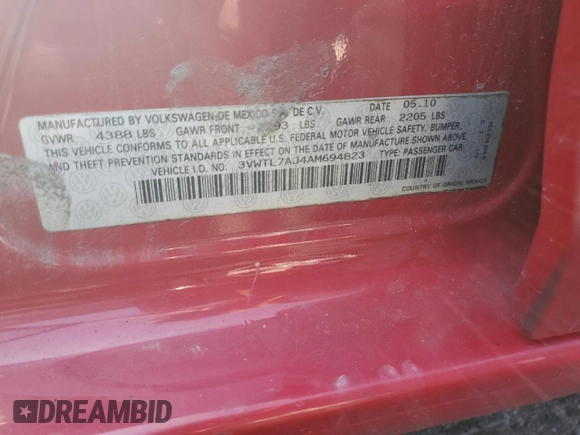 MANUFACTURED BY VOLKSWAGEN DE MEXICO S DE C.V. DATE 05.10
GVWR 4388 LBS GAWR FRONT 93 LBS GAWR REAR 2205 LBS
THIS VEHICLE CONFORMS TO ALL APPLICABLE U.S. FEDERAL MOTOR VEHICLE SAFETY, BUMPER,
AND THEFT PREVENTION STANDARDS IN EFFECT ON THE DATE OF MANUFACTURE SHOWN ABOVE.
VEHICLE I.D. NO. 3VWTL7AJ4AM694823 TYPE: PASSENGER CAR
COUNTRY OF ORIGIN: MEXICO
DREAMBID